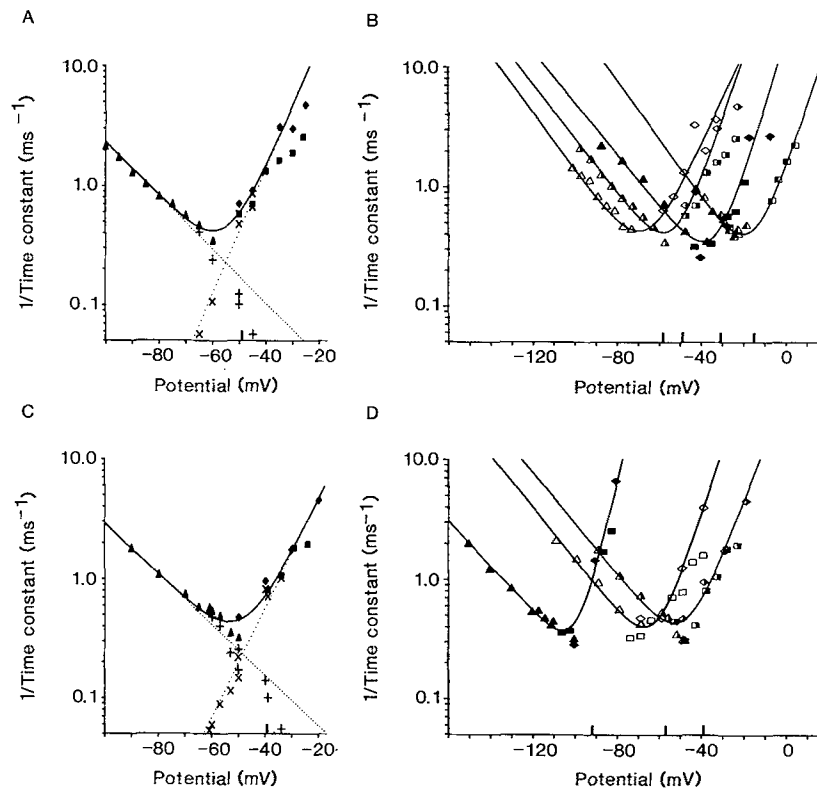 A
10.0
1.0
0.1
1/Time constant (ms⁻¹)
−80 −60 −40 −20
Potential (mV)
B
10.0
1.0
0.1
1/Time constant (ms⁻¹)
−120 −80 −40 0
Potential (mV)
C
10.0
1.0
0.1
1/Time constant (ms⁻¹)
−80 −60 −40 −20
Potential (mV)
D
10.0
1.0
0.1
1/Time constant (ms⁻¹)
−120 −80 −40 0
Potential (mV)